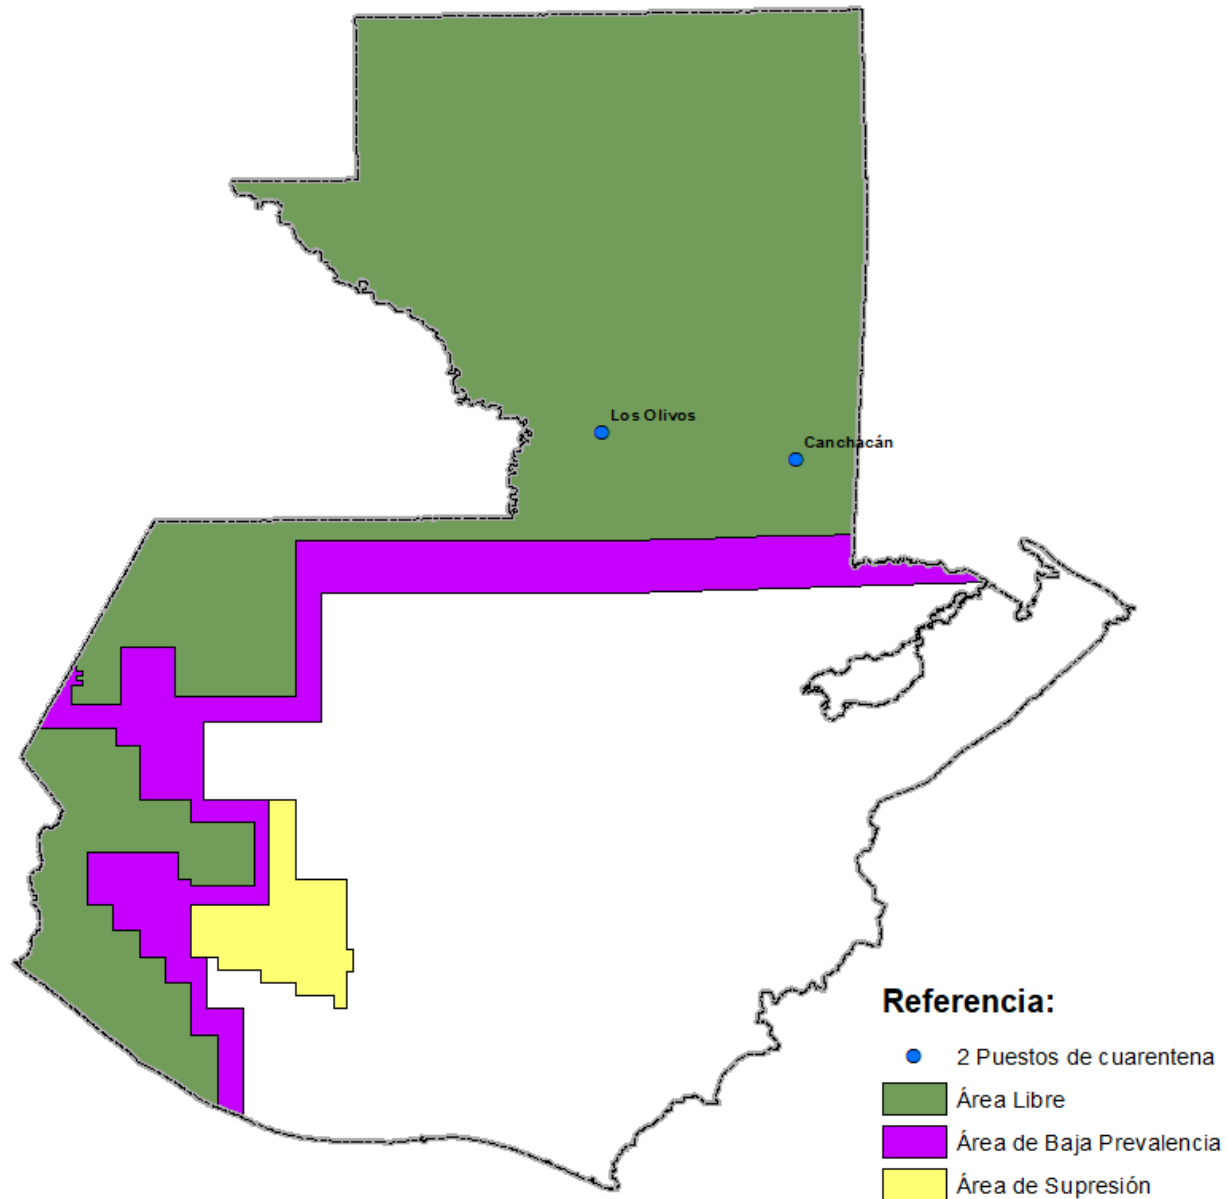 Los Olivos
Canchacán
Referencia:
2 Puestos de cuarentena
Área Libre
Área de Baja Prevalencia
Área de Supresión